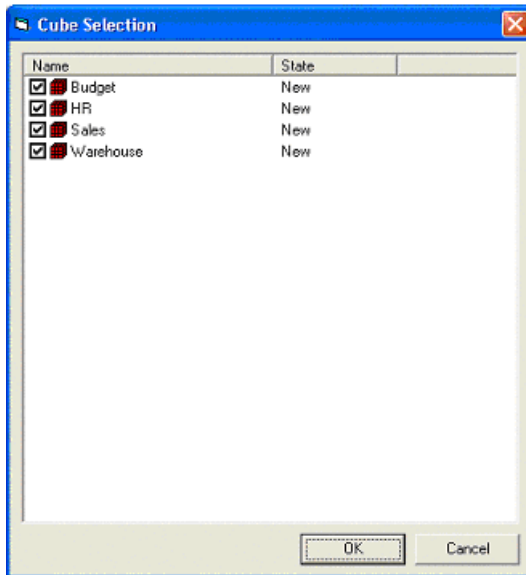 Cube Selection
Name State
Budget New
HR New
Sales New
Warehouse New
OK Cancel